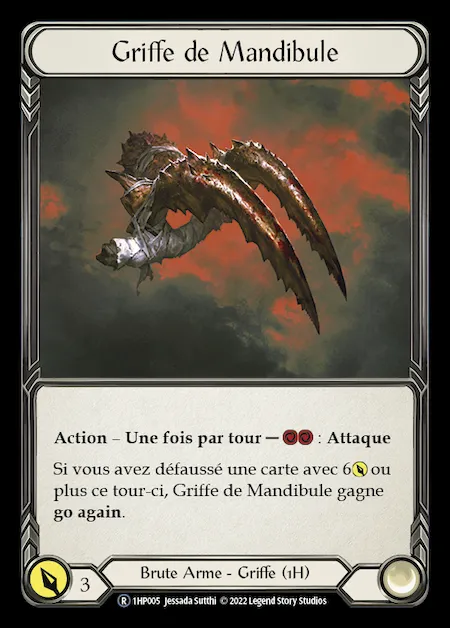 Griffe de Mandibule
Action – Une fois par tour — : Attaque
Si vous avez défaussé une carte avec 6 ou
plus ce tour-ci, Griffe de Mandibule gagne
go again.
3
Brute Arme - Griffe (1H)
R 1HP005 Jessada Sutthi © 2022 Legend Story Studios